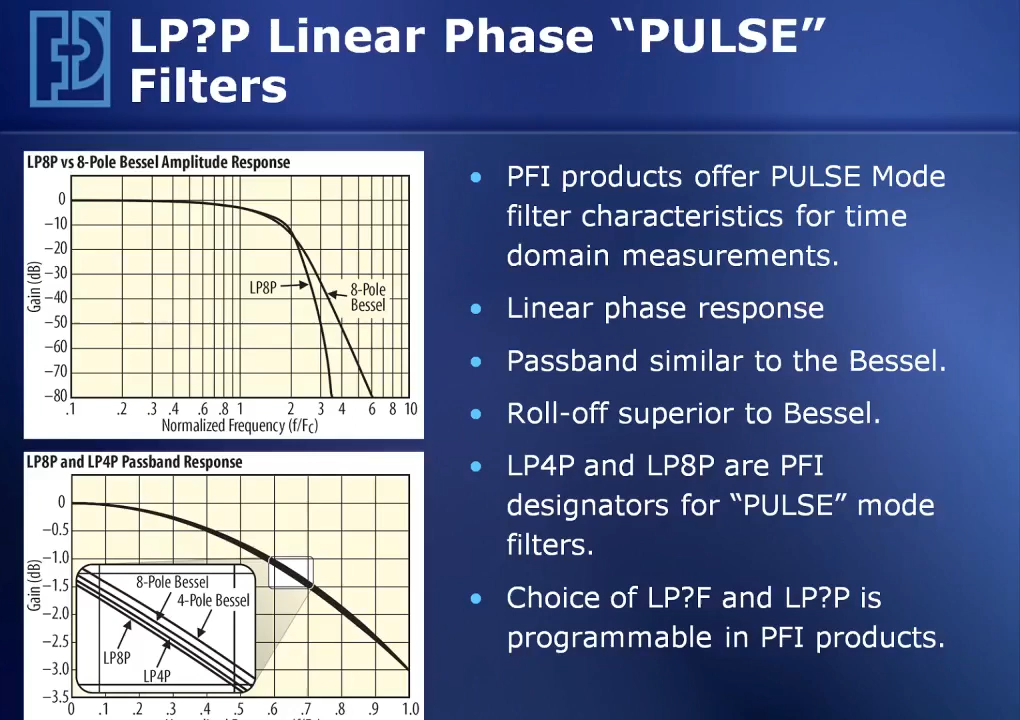 LP?P Linear Phase “PULSE”
Filters
LP8P vs 8-Pole Bessel Amplitude Response
0
–10
–20
–30
–40
–50
–60
–70
–80
Gain (dB)
LP8P
8-Pole
Bessel
.1 .2 .3 .4 .6 .8 1 2 3 4 6 8 10
Normalized Frequency (f/Fc)
LP8P and LP4P Passband Response
0
–0.5
–1.0
–1.5
–2.0
–2.5
–3.0
–3.5
Gain (dB)
8-Pole Bessel
4-Pole Bessel
LP8P
LP4P
0 .1 .2 .3 .4 .5 .6 .7 .8 .9 1.0
• PFI products offer PULSE Mode
filter characteristics for time
domain measurements.
• Linear phase response
• Passband similar to the Bessel.
• Roll-off superior to Bessel.
• LP4P and LP8P are PFI
designators for “PULSE” mode
filters.
• Choice of LP?F and LP?P is
programmable in PFI products.